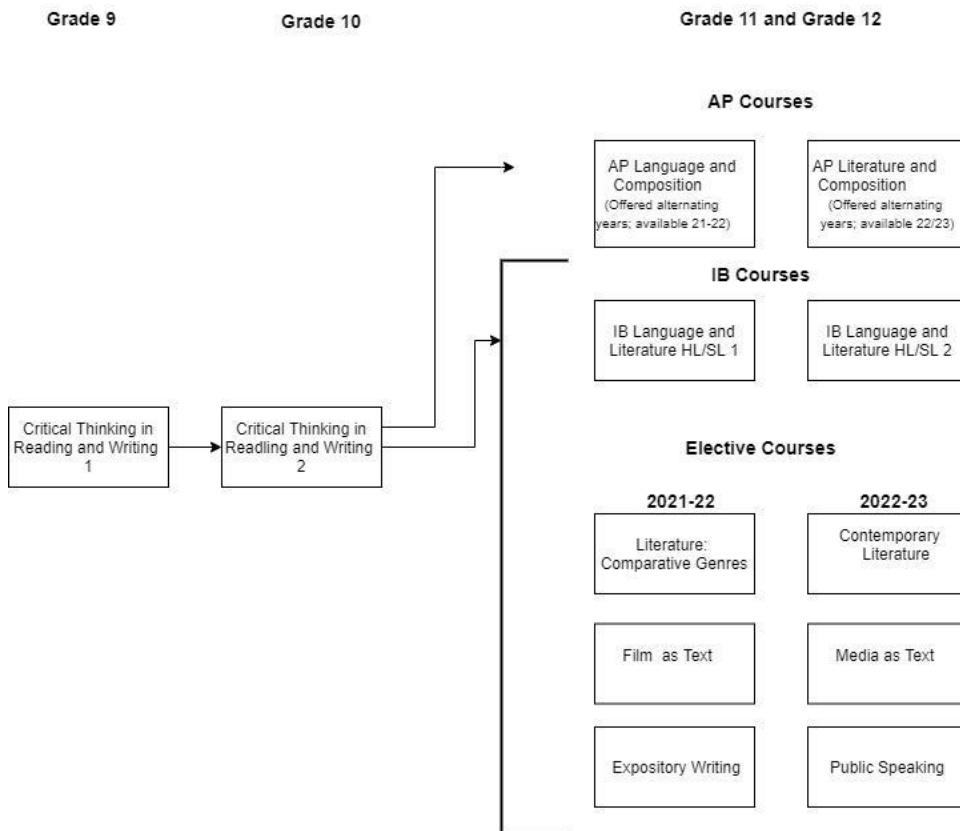 Grade 9
Grade 10
Grade 11 and Grade 12
AP Courses
AP Language and
Composition
(Offered alternating
years; available 21-22)
AP Literature and
Composition
(Offered alternating
years; available 22/23)
IB Courses
IB Language and
Literature HL/SL 1
IB Language and
Literature HL/SL 2
Critical Thinking in
Reading and Writing
1
Critical Thinking in
Readling and Writing
2
Elective Courses
2021-22
2022-23
Literature:
Comparative Genres
Contemporary
Literature
Film as Text
Media as Text
Expository Writing
Public Speaking